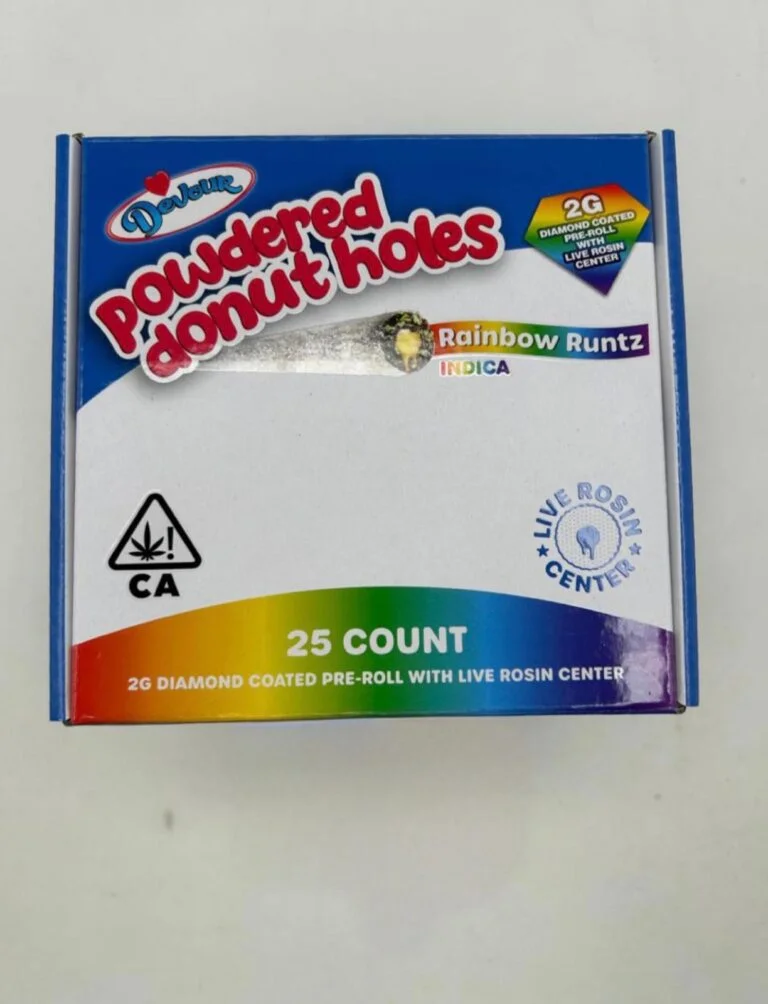 Devour
powdered
donut holes
2G
DIAMOND COATED
PRE-ROLL
WITH
LIVE ROSIN
CENTER
Rainbow Runtz
INDICA
CA
LIVE ROSIN
CENTER
25 COUNT
2G DIAMOND COATED PRE-ROLL WITH LIVE ROSIN CENTER